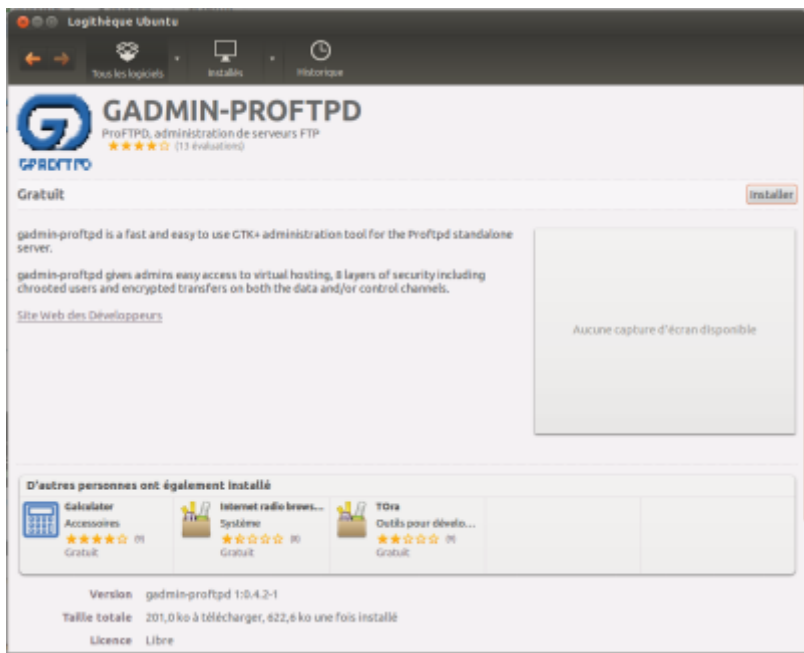 Logithèque Ubuntu
Tous les logiciels
Installés
Historique
GADMIN-PROFTPD
ProFTPD, administration de serveurs FTP
(13 évaluations)
Gratuit
Installer
gadmin-proftpd is a fast and easy to use GTK+ administration tool for the Proftpd standalone
server.
gadmin-proftpd gives admins easy access to virtual hosting, 8 layers of security including
chrooted users and encrypted transfers on both the data and/or control channels.
Site Web des Développeurs
Aucune capture d'écran disponible
D'autres personnes ont également installé
Galculator
Accessoires
Gratuit
Internet radio brows...
Système
Gratuit
TOra
Outils pour dévelo...
Gratuit
Version gadmin-proftpd 1:0.4.2-1
Taille totale 201,0 ko à télécharger, 622,6 ko une fois installé
Licence Libre